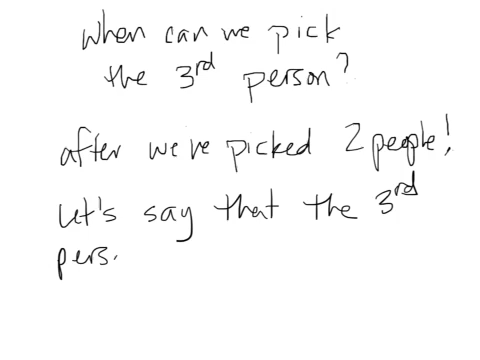 when can we pick
the 3rd person?
after we've picked 2 people!
Let's say that the 3rd
pers.